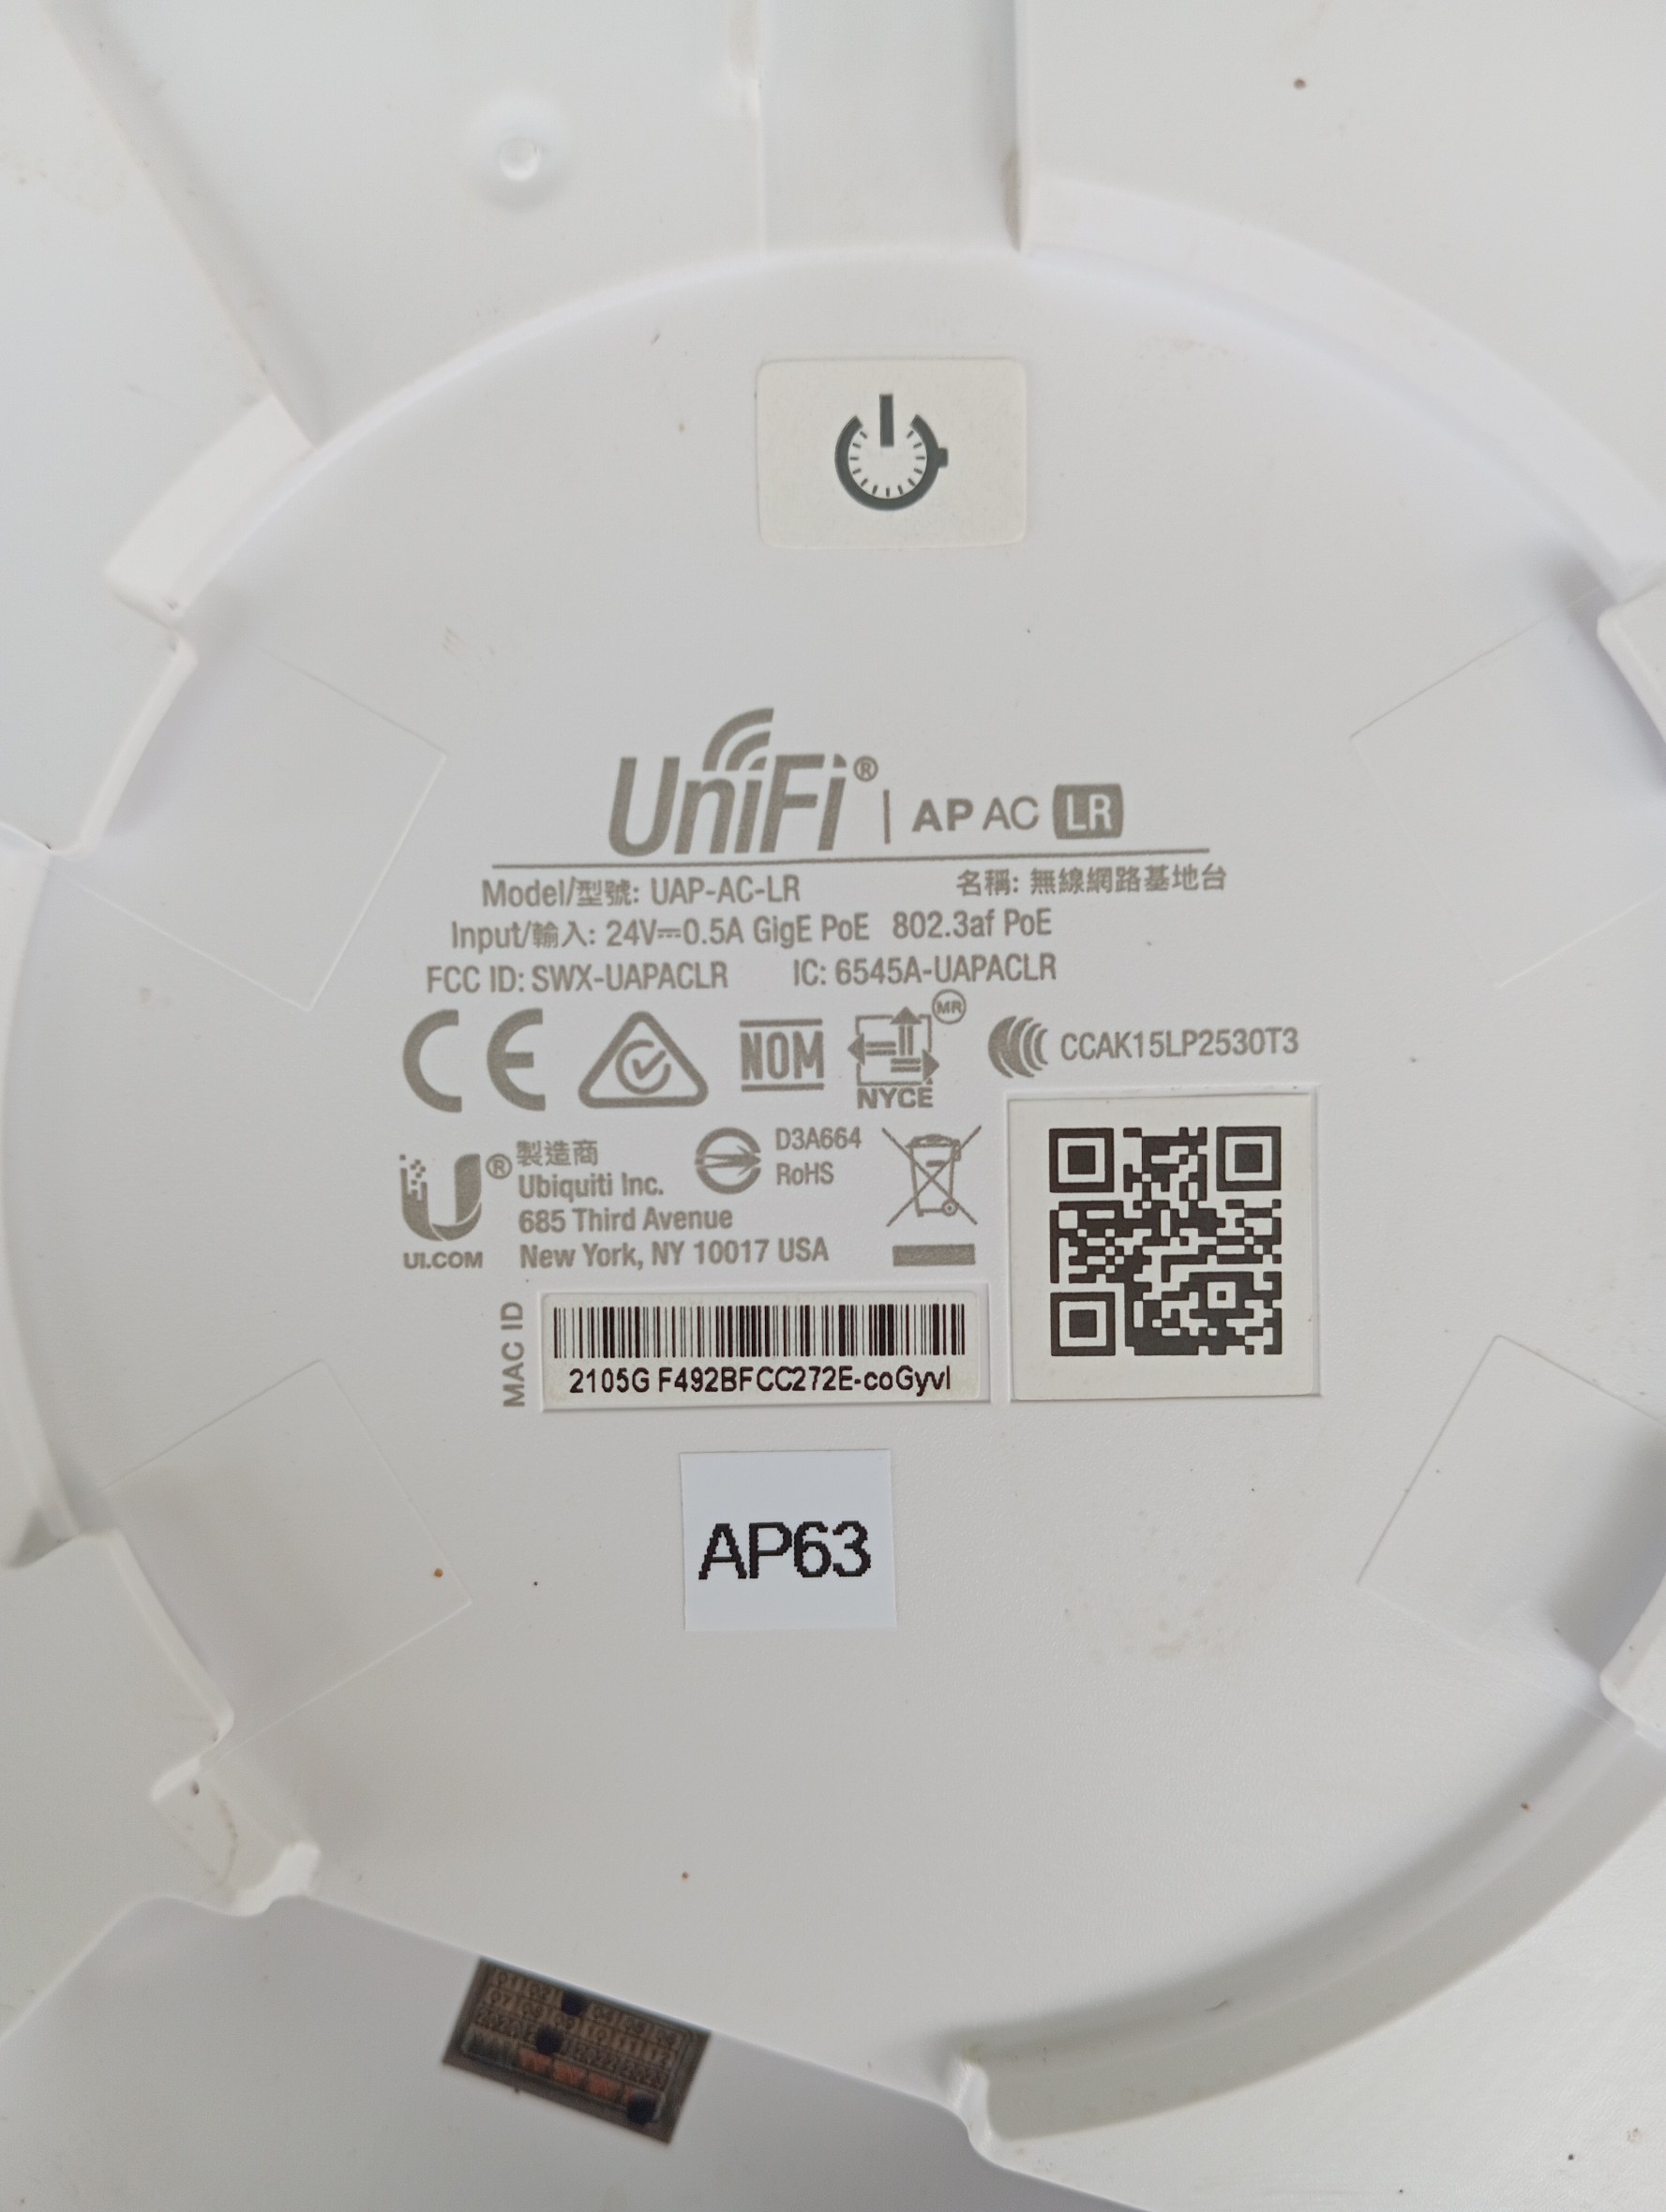 UniFi® | AP AC LR
Model/型號: UAP-AC-LR 名稱: 無線網路基地台
Input/輸入: 24V⎓0.5A GigE PoE 802.3af PoE
FCC ID: SWX-UAPACLR IC: 6545A-UAPACLR
CE NOM NYCE MR CCAK15LP2530T3
U® UI.COM
製造商
Ubiquiti Inc.
685 Third Avenue
New York, NY 10017 USA
D3A664
RoHS
MAC ID
2105G F492BFCC272E-coGyvl
AP63